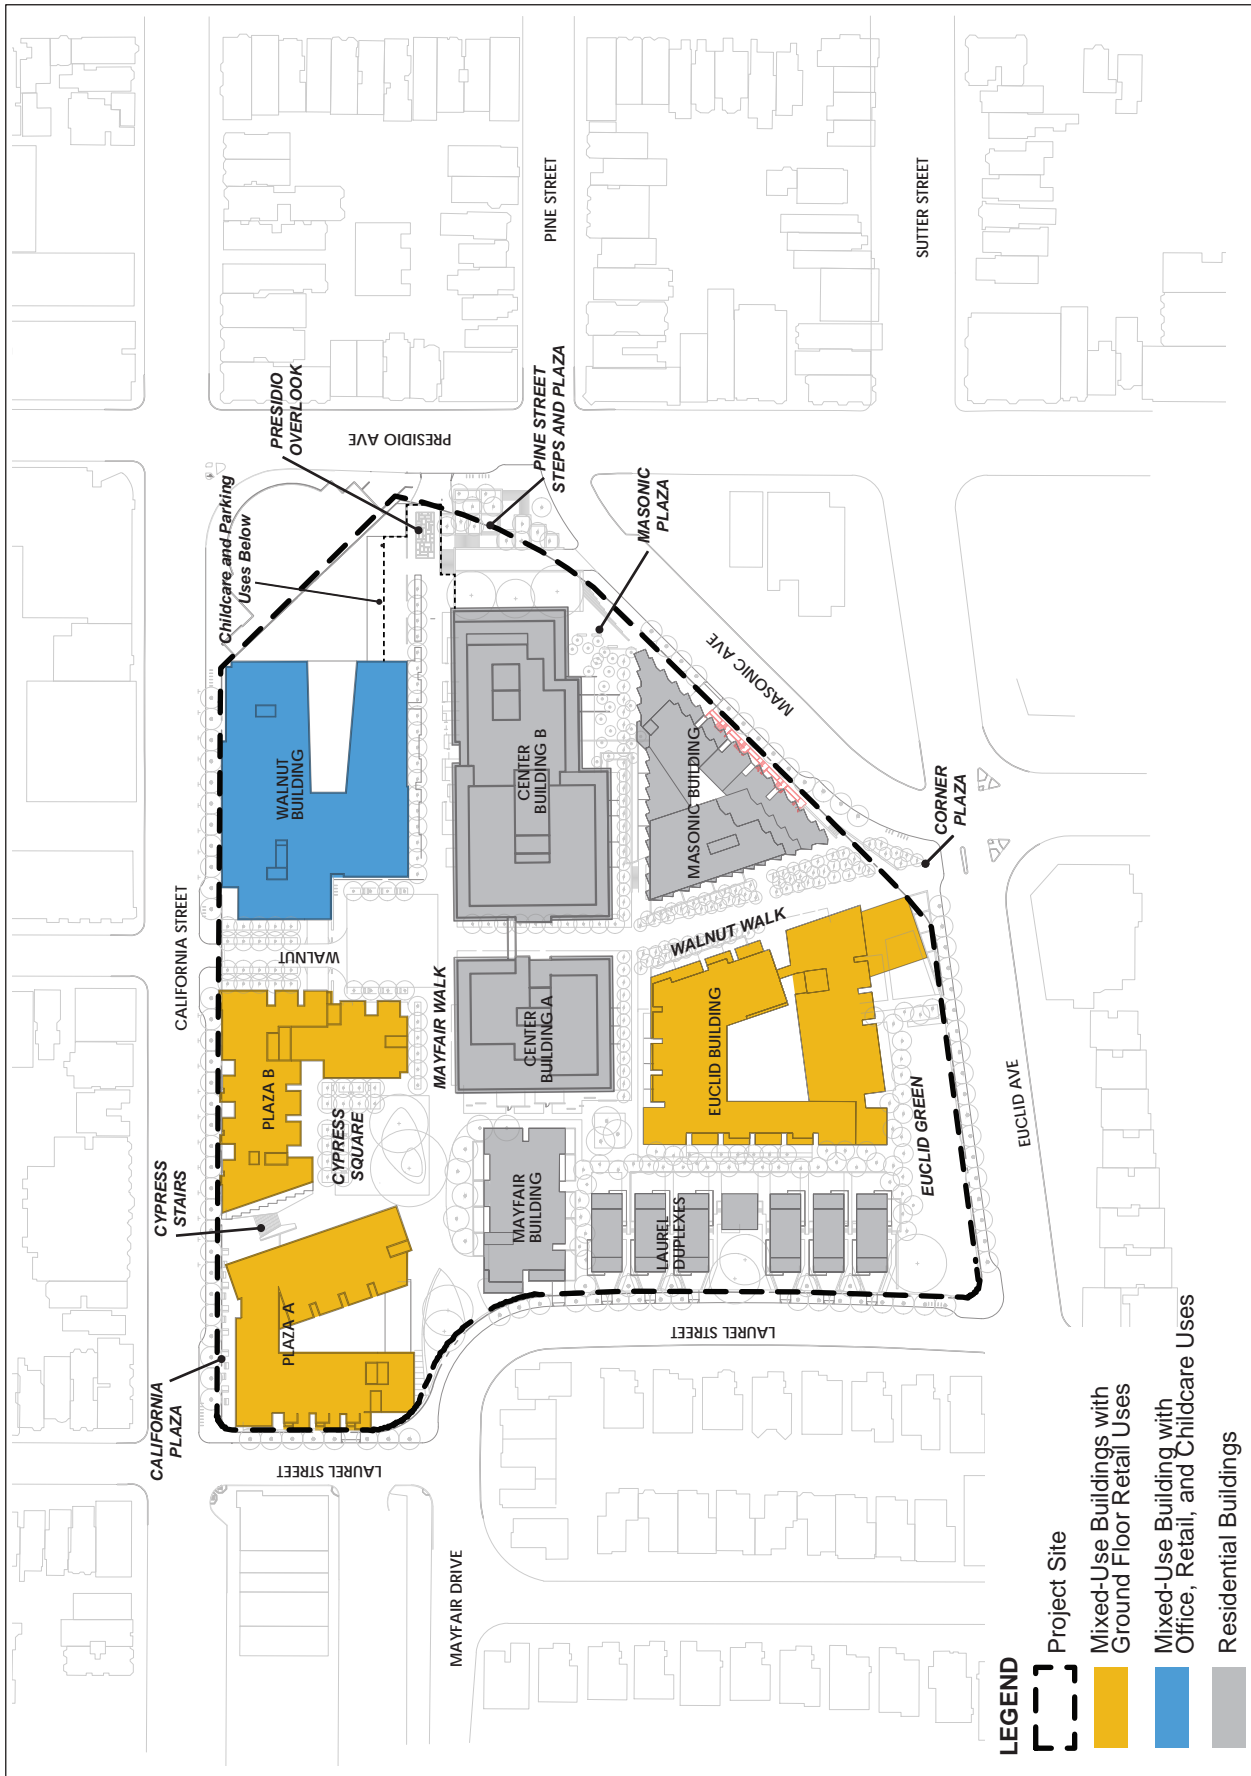 CALIFORNIA
PLAZA
CYPRESS
STAIRS
CALIFORNIA STREET
Childcare and Parking
Uses Below
PRESIDIO
OVERLOOK
PRESIDIO AVE
PINE STREET
PINE STREET
STEPS AND PLAZA
SUTTER STREET
LAUREL STREET
PLAZA A
PLAZA B
CYPRESS
SQUARE
WALNUT
WALNUT
BUILDING
MAYFAIR DRIVE
MAYFAIR WALK
MAYFAIR
BUILDING
CENTER
BUILDING A
CENTER
BUILDING B
MASONIC
PLAZA
LAUREL STREET
LAUREL
DUPLEXES
EUCLID BUILDING
WALNUT WALK
MASONIC BUILDING
MASONIC AVE
EUCLID GREEN
CORNER
PLAZA
EUCLID AVE
LEGEND
Project Site
Mixed-Use Buildings with
Ground Floor Retail Uses
Mixed-Use Building with
Office, Retail, and Childcare Uses
Residential Buildings